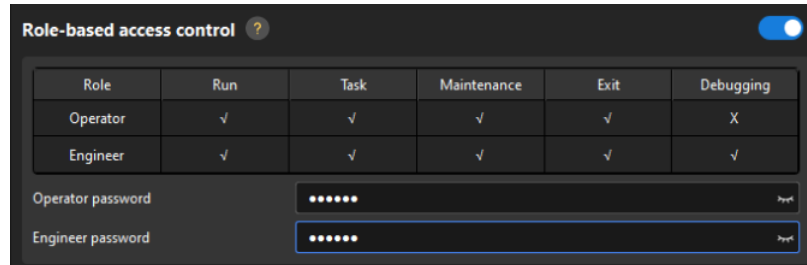 Role-based access control ?
Role Run Task Maintenance Exit Debugging
Operator √ √ √ √ X
Engineer √ √ √ √ √
Operator password ●●●●●●
Engineer password ●●●●●●